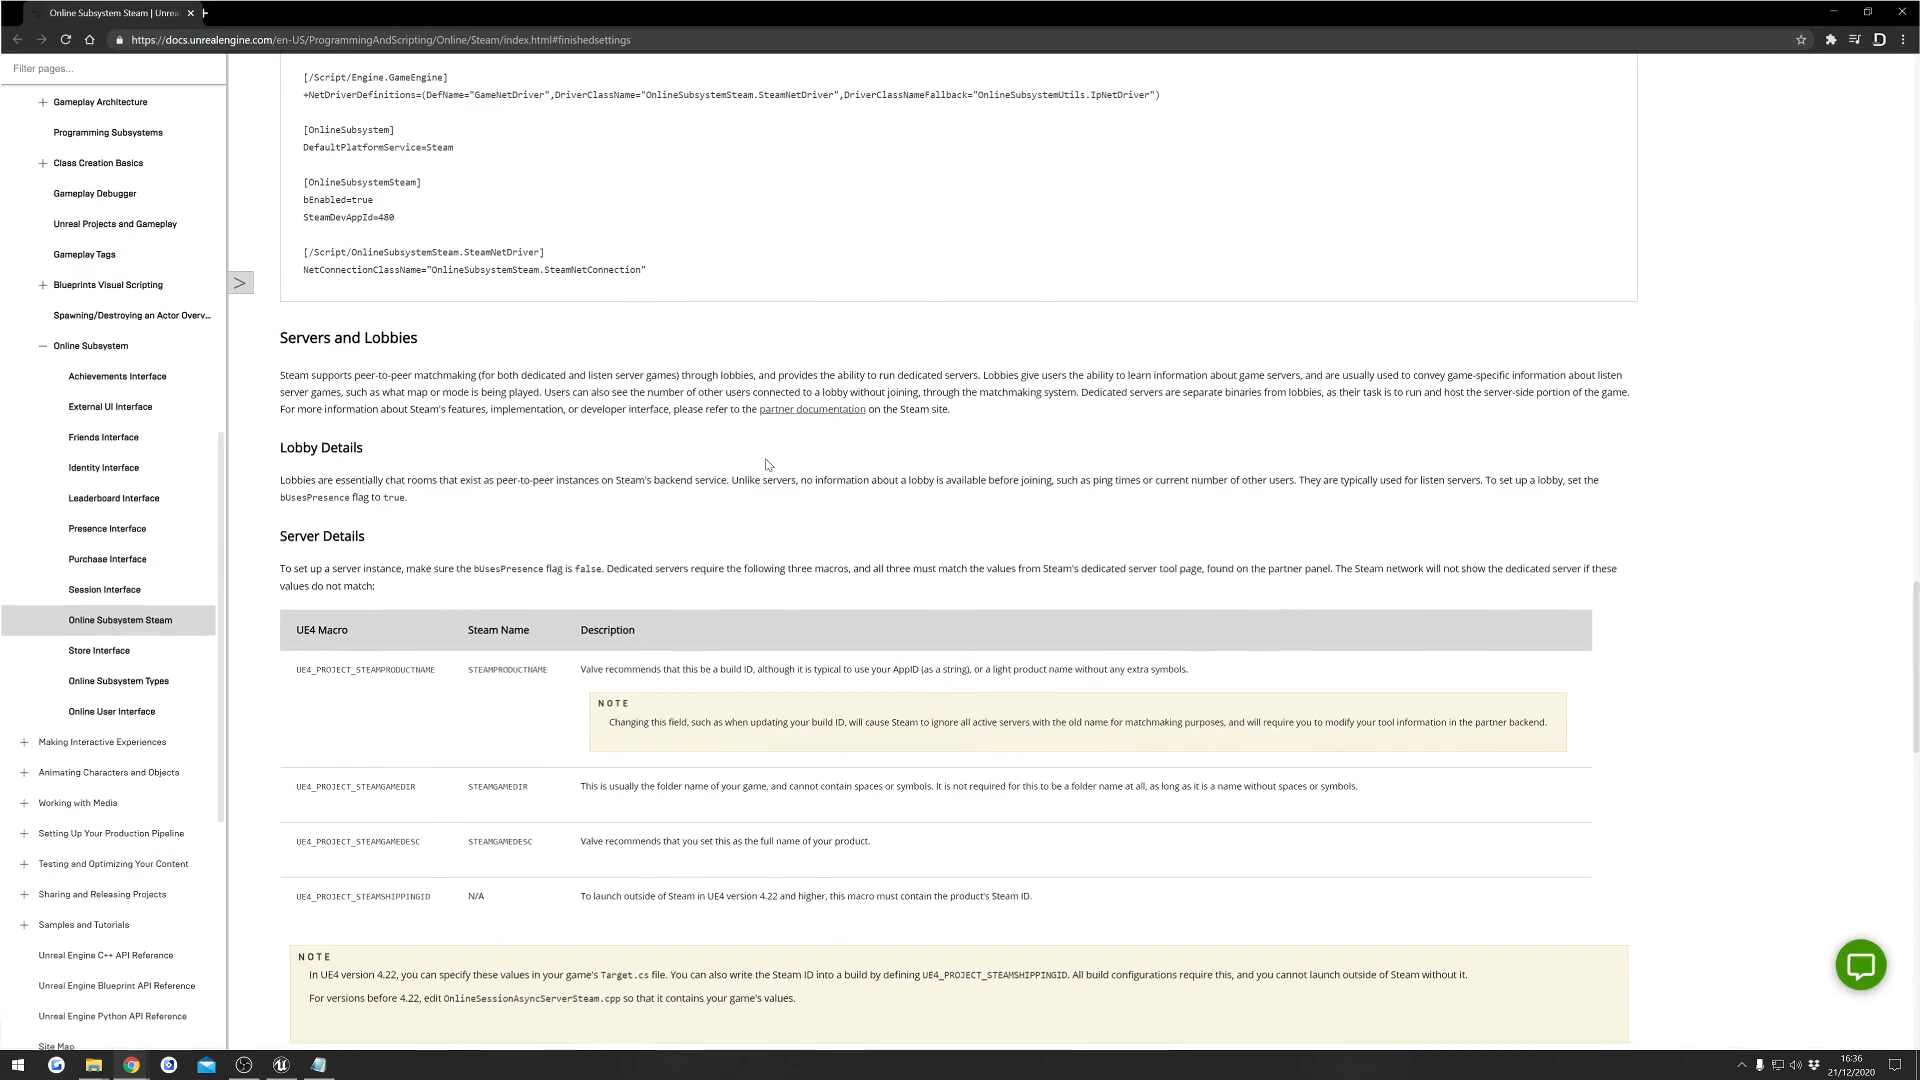 Online Subsystem Steam | Unrea
https://docs.unrealengine.com/en-US/ProgrammingAndScripting/Online/Steam/index.html#finishedsettings
Filter pages...
Gameplay Architecture
Programming Subsystems
Class Creation Basics
Gameplay Debugger
Unreal Projects and Gameplay
Gameplay Tags
Blueprints Visual Scripting
Spawning/Destroying an Actor Overv...
Online Subsystem
Achievements Interface
External UI Interface
Friends Interface
Identity Interface
Leaderboard Interface
Presence Interface
Purchase Interface
Session Interface
Online Subsystem Steam
Store Interface
Online Subsystem Types
Online User Interface
Making Interactive Experiences
Animating Characters and Objects
Working with Media
Setting Up Your Production Pipeline
Testing and Optimizing Your Content
Sharing and Releasing Projects
Samples and Tutorials
Unreal Engine C++ API Reference
Unreal Engine Blueprint API Reference
Unreal Engine Python API Reference
Site Map
>
[/Script/Engine.GameEngine]
+NetDriverDefinitions=(DefName="GameNetDriver",DriverClassName="OnlineSubsystemSteam.SteamNetDriver",DriverClassNameFallback="OnlineSubsystemUtils.IpNetDriver")
[OnlineSubsystem]
DefaultPlatformService=Steam
[OnlineSubsystemSteam]
bEnabled=true
SteamDevAppId=480
[/Script/OnlineSubsystemSteam.SteamNetDriver]
NetConnectionClassName="OnlineSubsystemSteam.SteamNetConnection"
Servers and Lobbies
Steam supports peer-to-peer matchmaking (for both dedicated and listen server games) through lobbies, and provides the ability to run dedicated servers. Lobbies give users the ability to learn information about game servers, and are usually used to convey game-specific information about listen
server games, such as what map or mode is being played. Users can also see the number of other users connected to a lobby without joining, through the matchmaking system. Dedicated servers are separate binaries from lobbies, as their task is to run and host the server-side portion of the game.
For more information about Steam's features, implementation, or developer interface, please refer to the partner documentation on the Steam site.
Lobby Details
Lobbies are essentially chat rooms that exist as peer-to-peer instances on Steam's backend service. Unlike servers, no information about a lobby is available before joining, such as ping times or current number of other users. They are typically used for listen servers. To set up a lobby, set the
bUsesPresence flag to true.
Server Details
To set up a server instance, make sure the bUsesPresence flag is false. Dedicated servers require the following three macros, and all three must match the values from Steam's dedicated server tool page, found on the partner panel. The Steam network will not show the dedicated server if these
values do not match:
UE4 Macro Steam Name Description
UE4_PROJECT_STEAMPRODUCTNAME STEAMPRODUCTNAME Valve recommends that this be a build ID, although it is typical to use your AppID (as a string), or a light product name without any extra symbols.
NOTE
Changing this field, such as when updating your build ID, will cause Steam to ignore all active servers with the old name for matchmaking purposes, and will require you to modify your tool information in the partner backend.
UE4_PROJECT_STEAMGAMEDIR STEAMGAMEDIR This is usually the folder name of your game, and cannot contain spaces or symbols. It is not required for this to be a folder name at all, as long as it is a name without spaces or symbols.
UE4_PROJECT_STEAMGAMEDESC STEAMGAMEDESC Valve recommends that you set this as the full name of your product.
UE4_PROJECT_STEAMSHIPPINGID N/A To launch outside of Steam in UE4 version 4.22 and higher, this macro must contain the product's Steam ID.
NOTE
In UE4 version 4.22, you can specify these values in your game's Target.cs file. You can also write the Steam ID into a build by defining UE4_PROJECT_STEAMSHIPPINGID. All build configurations require this, and you cannot launch outside of Steam without it.
For versions before 4.22, edit OnlineSessionAsyncServerSteam.cpp so that it contains your game's values.
16:36
21/12/2020